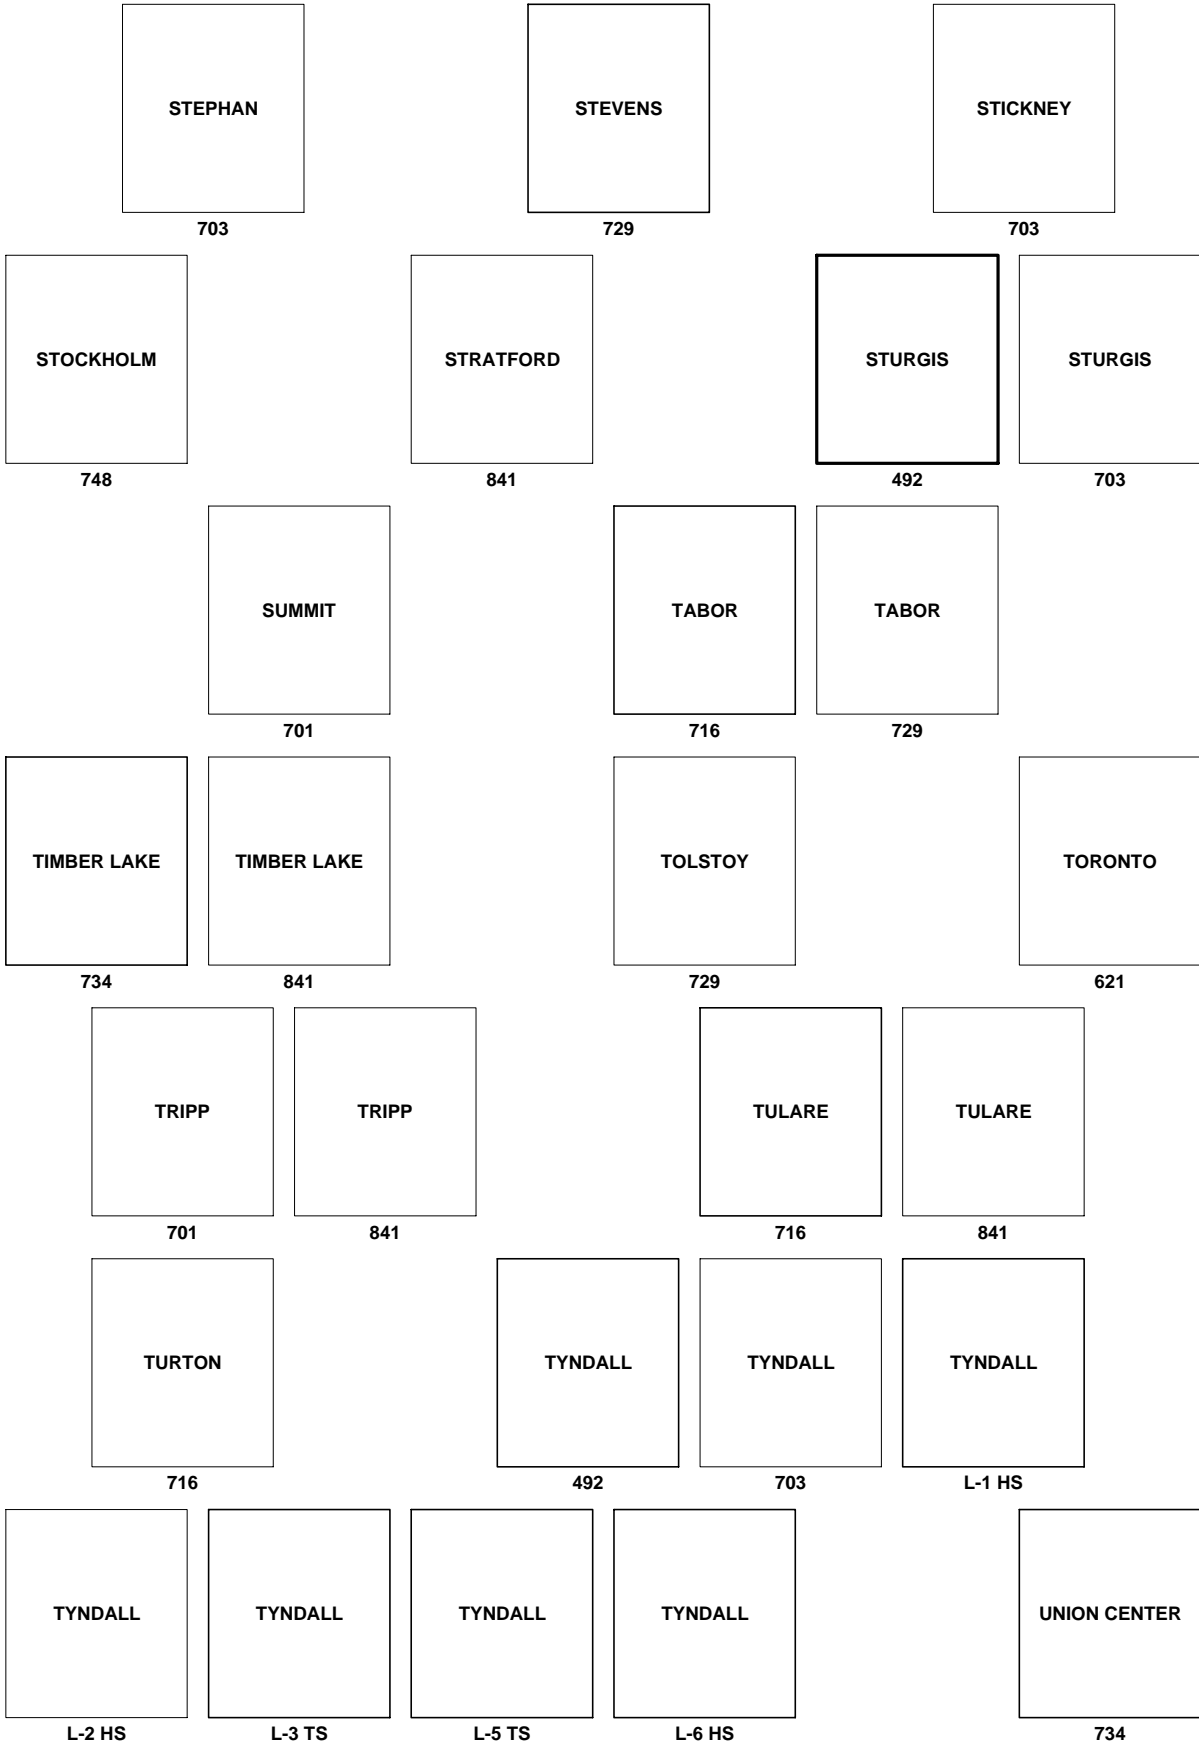 STEPHAN
STEVENS
STICKNEY
703
729
703
STOCKHOLM
STRATFORD
STURGIS
STURGIS
748
841
492
703
SUMMIT
TABOR
TABOR
701
716
729
TIMBER LAKE
TIMBER LAKE
TOLSTOY
TORONTO
734
841
729
621
TRIPP
TRIPP
TULARE
TULARE
701
841
716
841
TURTON
TYNDALL
TYNDALL
TYNDALL
716
492
703
L-1 HS
TYNDALL
TYNDALL
TYNDALL
TYNDALL
UNION CENTER
L-2 HS
L-3 TS
L-5 TS
L-6 HS
734